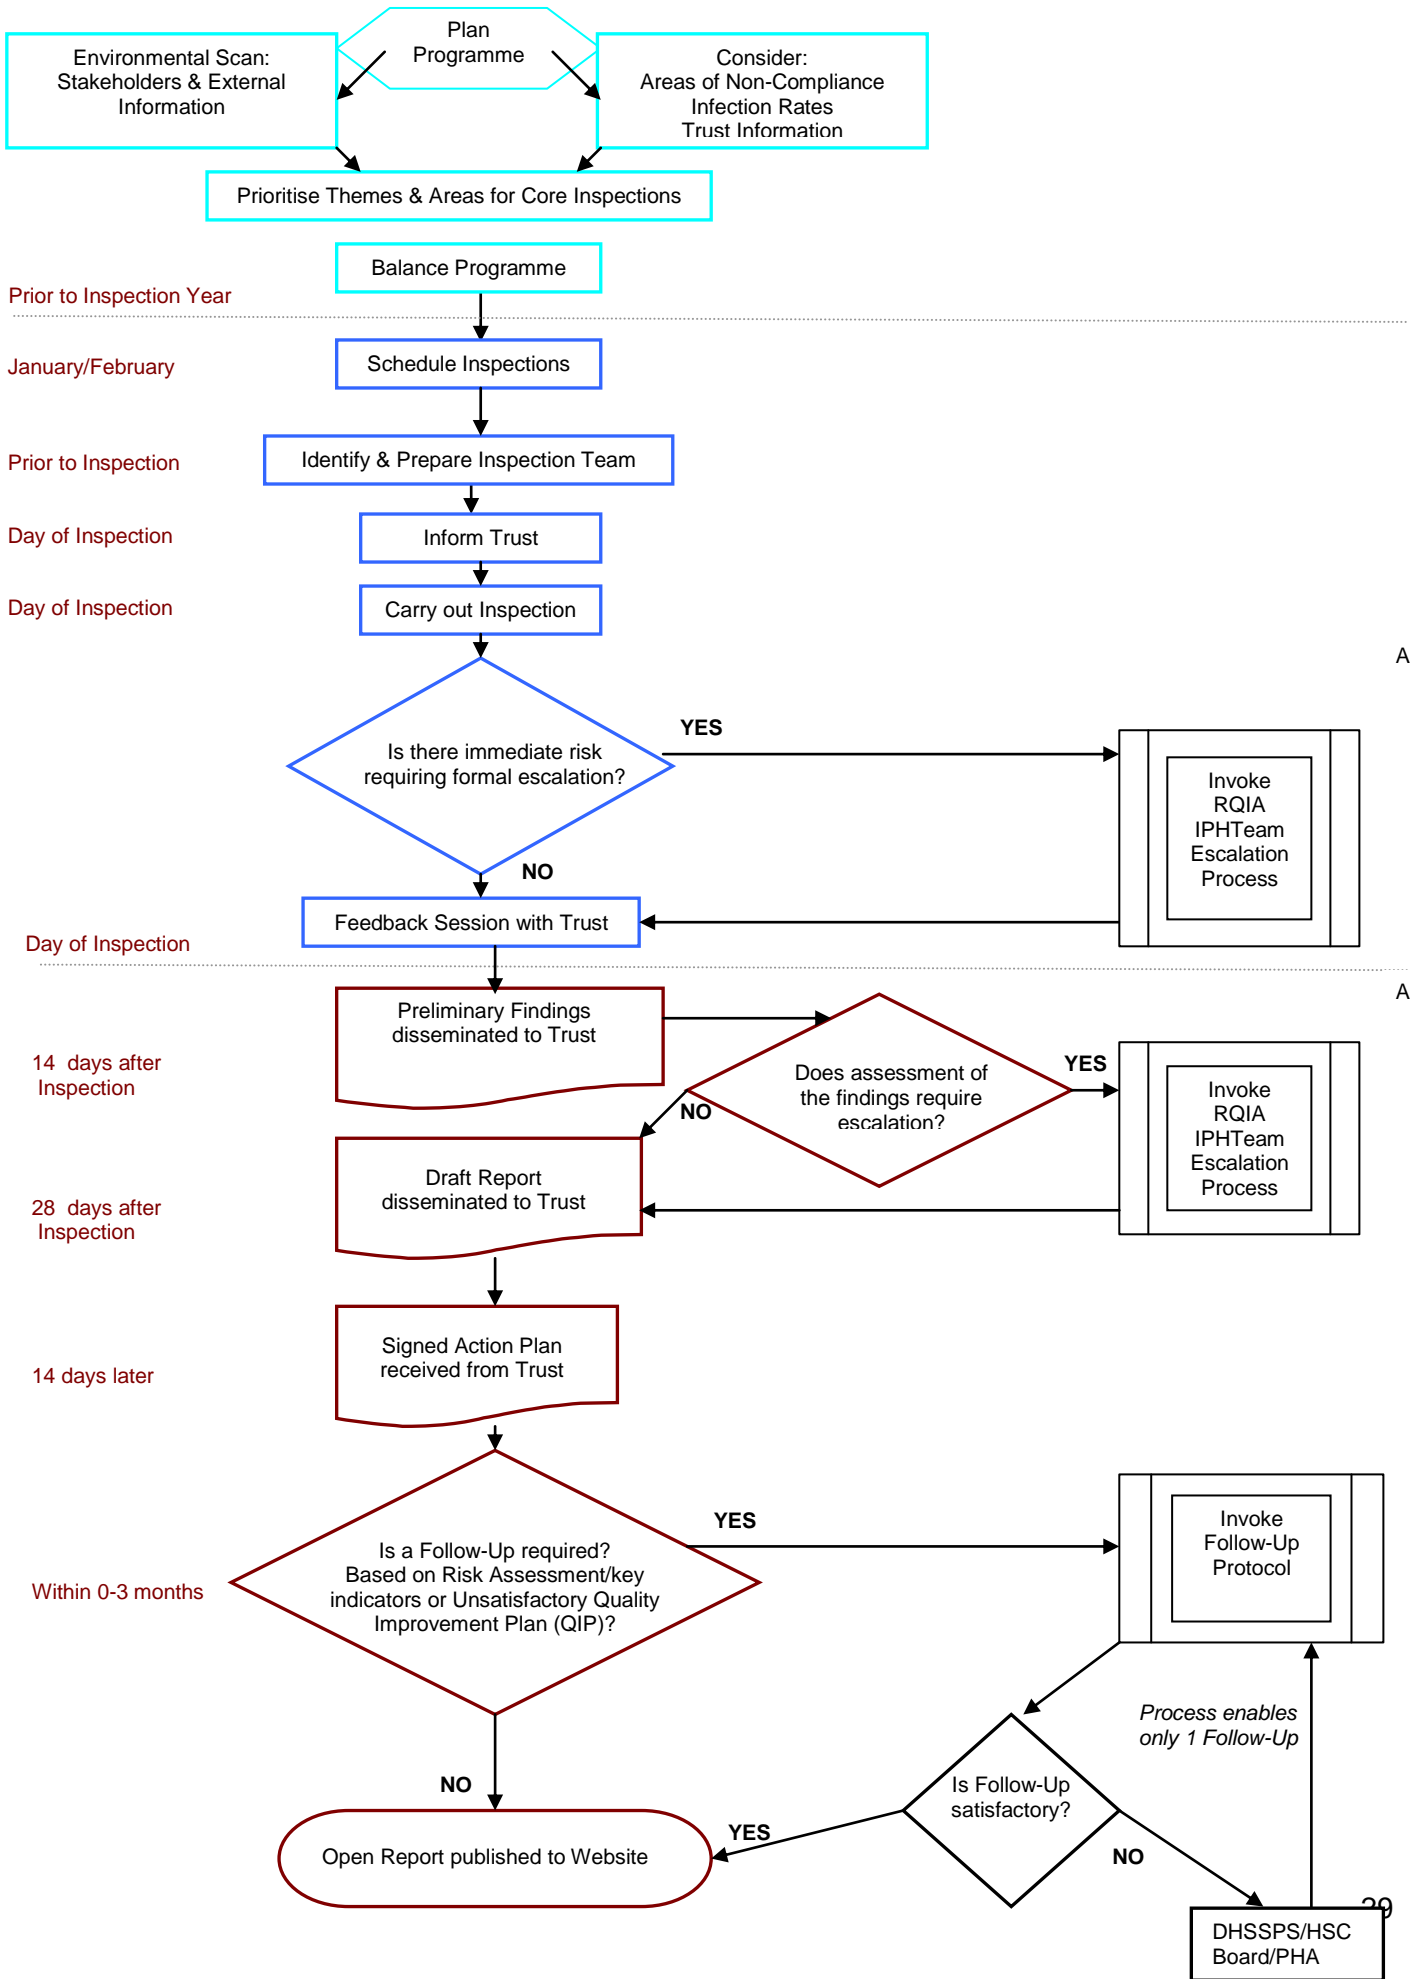 Plan
Programme
Environmental Scan:
Stakeholders & External
Information
Consider:
Areas of Non-Compliance
Infection Rates
Trust Information
Prioritise Themes & Areas for Core Inspections
Balance Programme
Prior to Inspection Year
January/February
Schedule Inspections
Prior to Inspection
Identify & Prepare Inspection Team
Day of Inspection
Inform Trust
Day of Inspection
Carry out Inspection
A
Is there immediate risk
requiring formal escalation?
YES
NO
Invoke
RQIA
IPHTeam
Escalation
Process
Feedback Session with Trust
Day of Inspection
A
Preliminary Findings
disseminated to Trust
14 days after
Inspection
Does assessment of
the findings require
escalation?
YES
NO
Invoke
RQIA
IPHTeam
Escalation
Process
Draft Report
disseminated to Trust
28 days after
Inspection
Signed Action Plan
received from Trust
14 days later
Is a Follow-Up required?
Based on Risk Assessment/key
indicators or Unsatisfactory Quality
Improvement Plan (QIP)?
Within 0-3 months
YES
NO
Invoke
Follow-Up
Protocol
Process enables
only 1 Follow-Up
Is Follow-Up
satisfactory?
YES
NO
Open Report published to Website
DHSSPS/HSC
Board/PHA